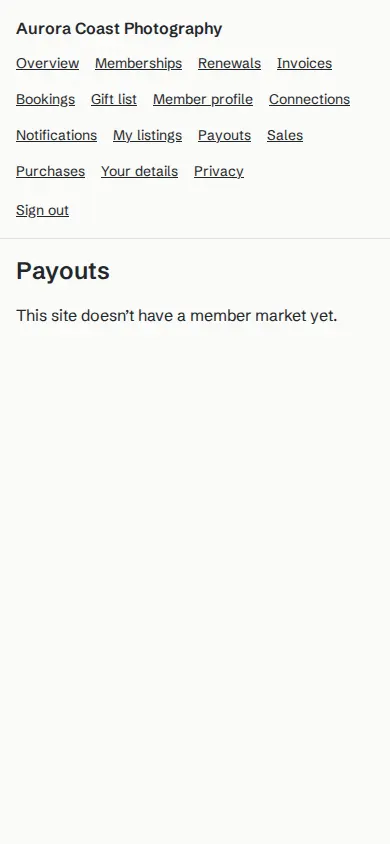 Aurora Coast Photography
Overview Memberships Renewals Invoices
Bookings Gift list Member profile Connections
Notifications My listings Payouts Sales
Purchases Your details Privacy
Sign out
Payouts
This site doesn’t have a member market yet.